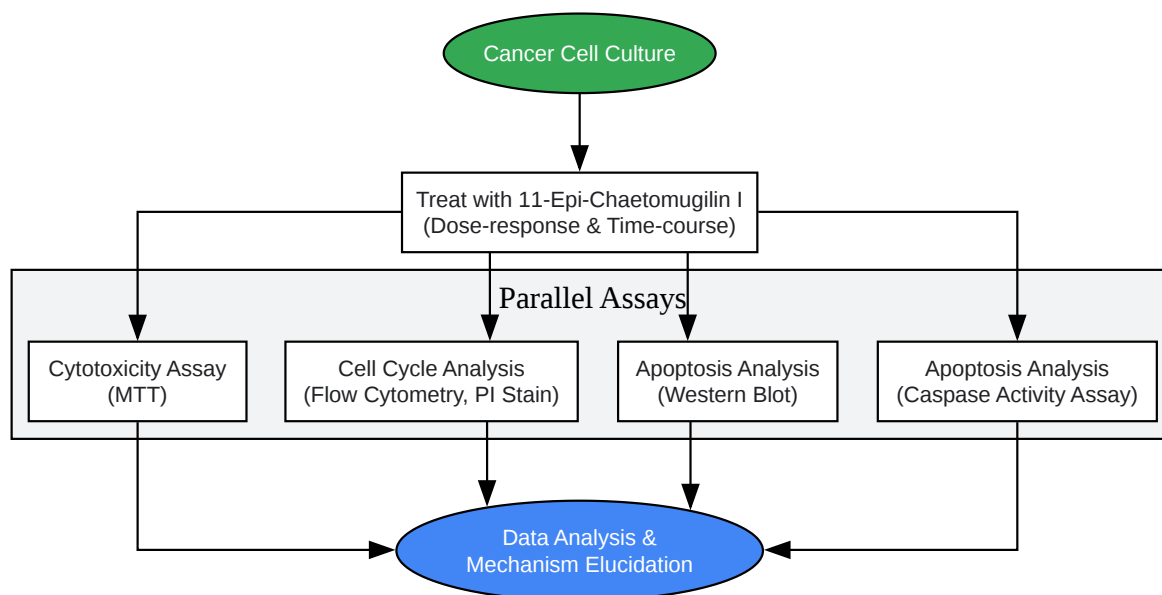 Cancer Cell Culture
Treat with 11-Epi-Chaetomugilin I
(Dose-response & Time-course)
Parallel Assays
Cytotoxicity Assay
(MTT)
Cell Cycle Analysis
(Flow Cytometry, PI Stain)
Apoptosis Analysis
(Western Blot)
Apoptosis Analysis
(Caspase Activity Assay)
Data Analysis &
Mechanism Elucidation